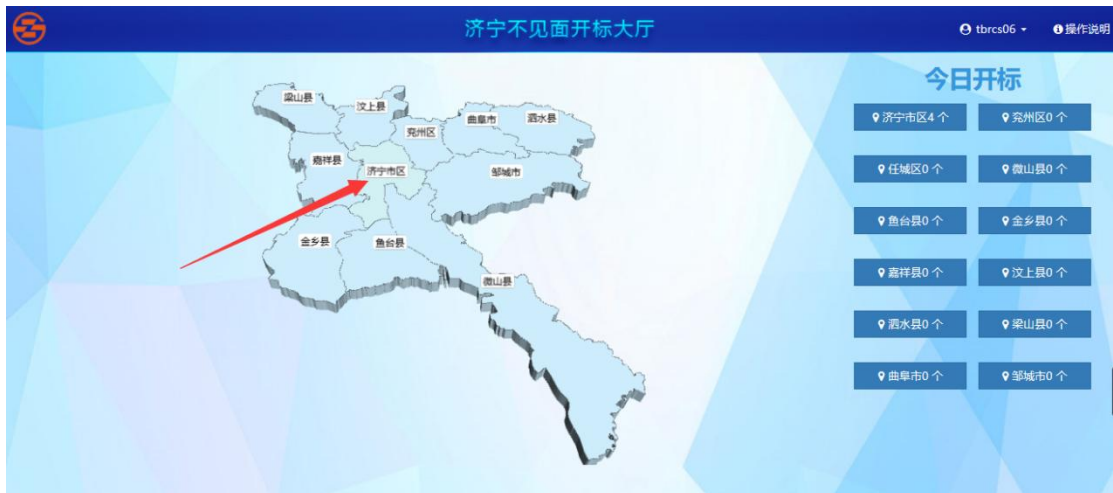 济宁不见面开标大厅
tbrcs06
操作说明
今日开标
济宁市区4 个
兖州区0 个
任城区0 个
微山县0 个
鱼台县0 个
金乡县0 个
嘉祥县0 个
汶上县0 个
泗水县0 个
梁山县0 个
曲阜市0 个
邹城市0 个
梁山县
汶上县
兖州区
曲阜市
泗水县
嘉祥县
济宁市区
邹城市
金乡县
鱼台县
微山县